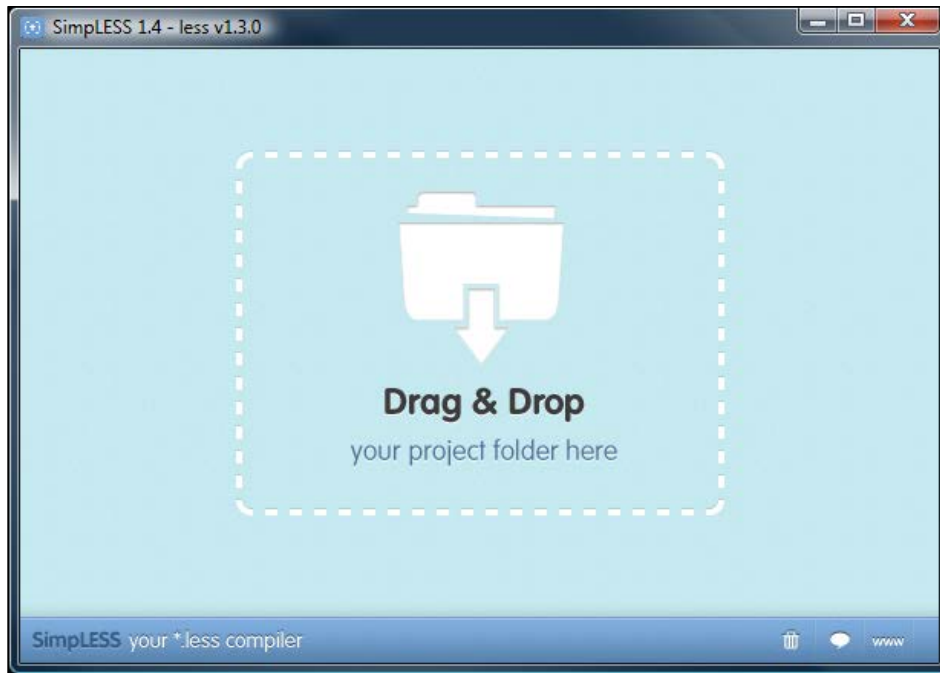 SimpLESS 1.4 - less v1.3.0
Drag & Drop
your project folder here
SimpLESS your *.less compiler
www